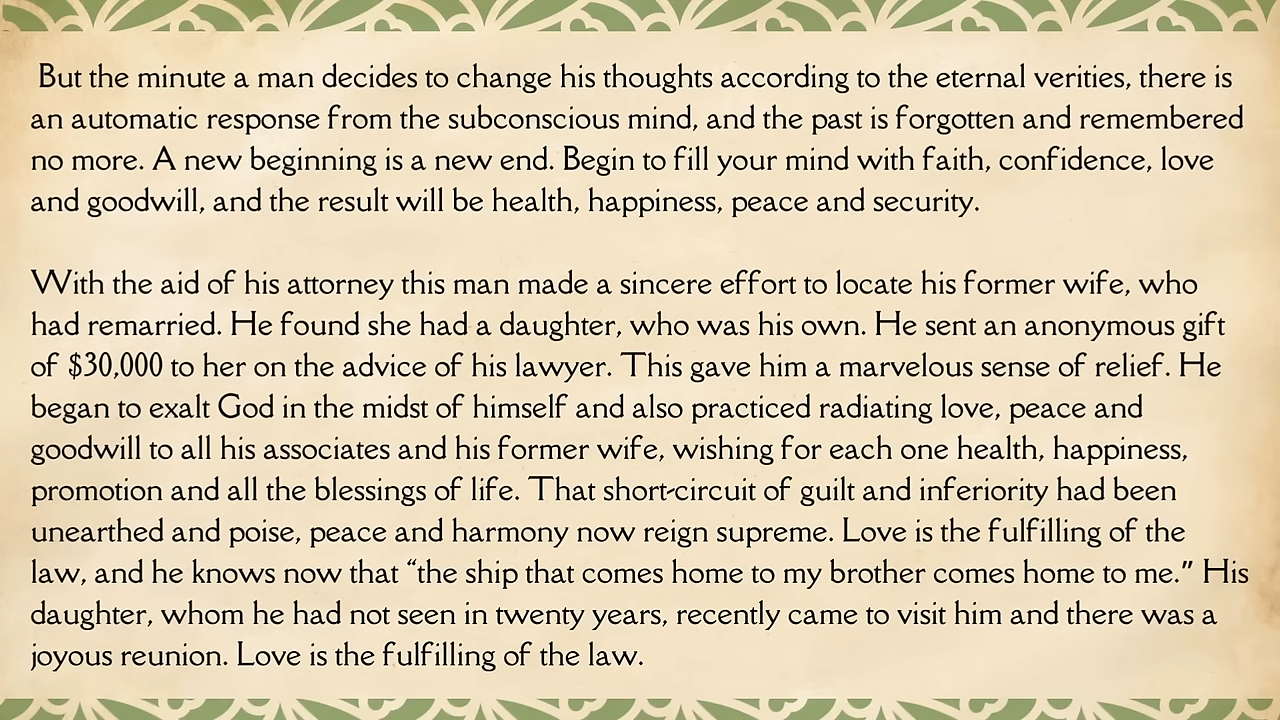 But the minute a man decides to change his thoughts according to the eternal verities, there is
an automatic response from the subconscious mind, and the past is forgotten and remembered
no more. A new beginning is a new end. Begin to fill your mind with faith, confidence, love
and goodwill, and the result will be health, happiness, peace and security.

With the aid of his attorney this man made a sincere effort to locate his former wife, who
had remarried. He found she had a daughter, who was his own. He sent an anonymous gift
of $30,000 to her on the advice of his lawyer. This gave him a marvelous sense of relief. He
began to exalt God in the midst of himself and also practiced radiating love, peace and
goodwill to all his associates and his former wife, wishing for each one health, happiness,
promotion and all the blessings of life. That short-circuit of guilt and inferiority had been
unearthed and poise, peace and harmony now reign supreme. Love is the fulfilling of the
law, and he knows now that “the ship that comes home to my brother comes home to me.” His
daughter, whom he had not seen in twenty years, recently came to visit him and there was a
joyous reunion. Love is the fulfilling of the law.